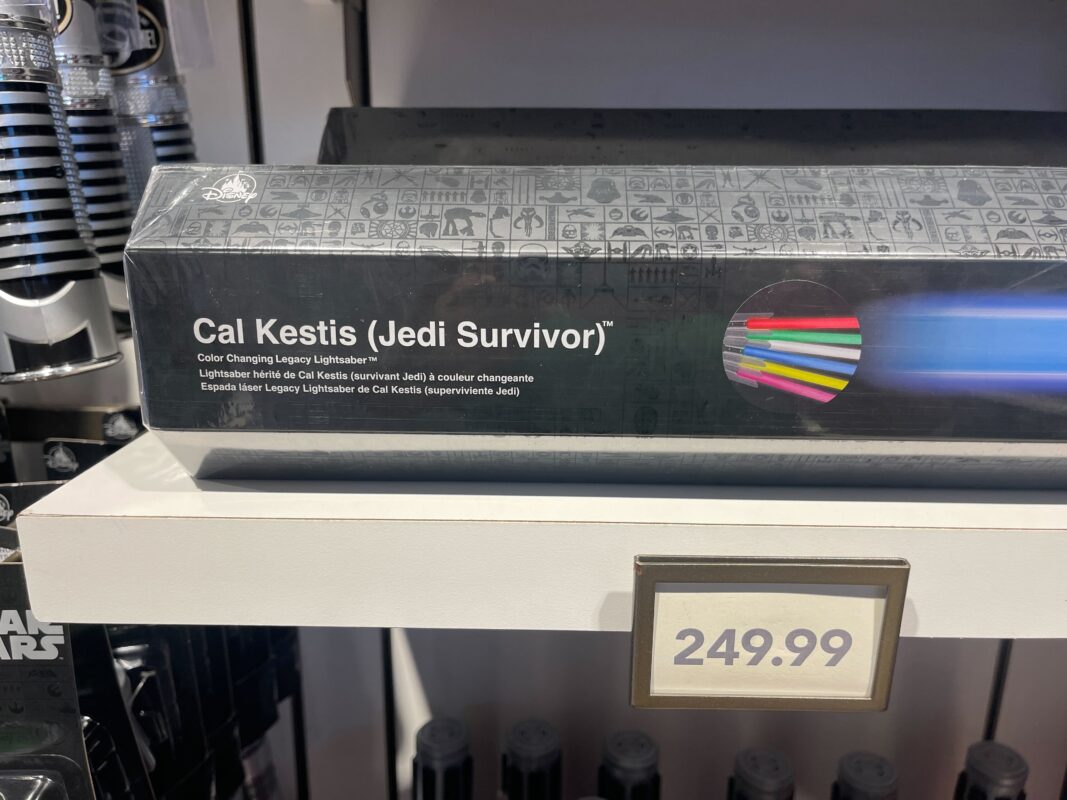 Disney
Cal Kestis (Jedi Survivor)™
Color Changing Legacy Lightsaber™
Lightsaber hérité de Cal Kestis (survivant Jedi) à couleur changeante
Espada láser Legacy Lightsaber de Cal Kestis (superviviente Jedi)
249.99
STAR
WARS